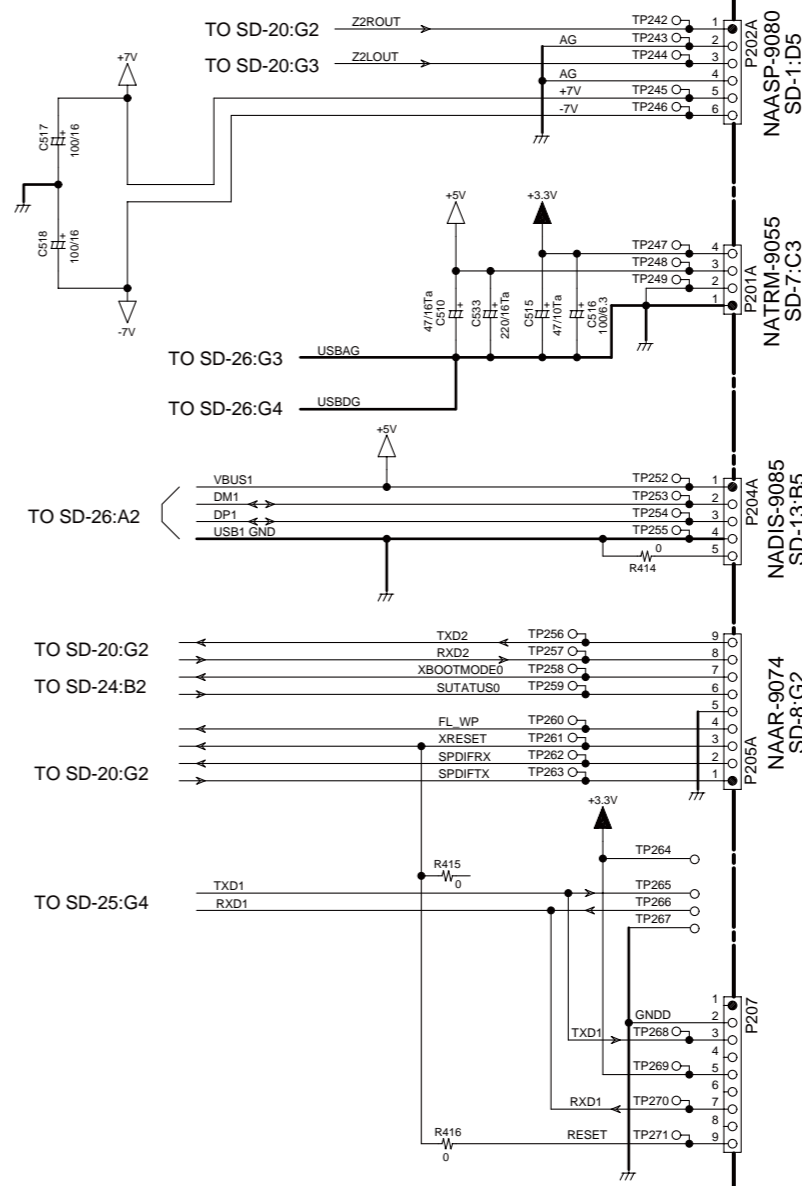 TO SD-20:G2 Z2ROUT TP242 1
AG TP243 2
TO SD-20:G3 Z2LOUT TP244 3
AG 4
+7V TP245 5
-7V TP246 6
P202A
NAASP-9080
SD-1:D5
+7V
C517
100/16
C518
100/16
-7V
+5V
+3.3V
TP247 4
TP248 3
TP249 2
1
P201A
NATRM-9055
SD-7:C3
47/16Ta
C510
C533
220/16Ta
C515
47/10Ta
C516
100/6.3
TO SD-26:G3 USBAG
TO SD-26:G4 USBDG
+5V
TO SD-26:A2
VBUS1 TP252 1
DM1 TP253 2
DP1 TP254 3
USB1 GND TP255 4
0 5
R414
P204A
NADIS-9085
SD-13:B5
TO SD-20:G2
TXD2 TP256 9
RXD2 TP257 8
TO SD-24:B2
XBOOTMODE0 TP258 7
SUTATUS0 TP259 6
5
FL_WP TP260 4
XRESET TP261 3
TO SD-20:G2
SPDIFRX TP262 2
SPDIFTX TP263 1
P205A
NAAR-9074
SD-8:G2
+3.3V
TP264
R415
0
TO SD-25:G4
TXD1 TP265
RXD1 TP266
TP267
1
GNDD 2
TXD1 TP268 3
4
TP269 5
6
RXD1 TP270 7
8
R416
0
RESET TP271 9
P207